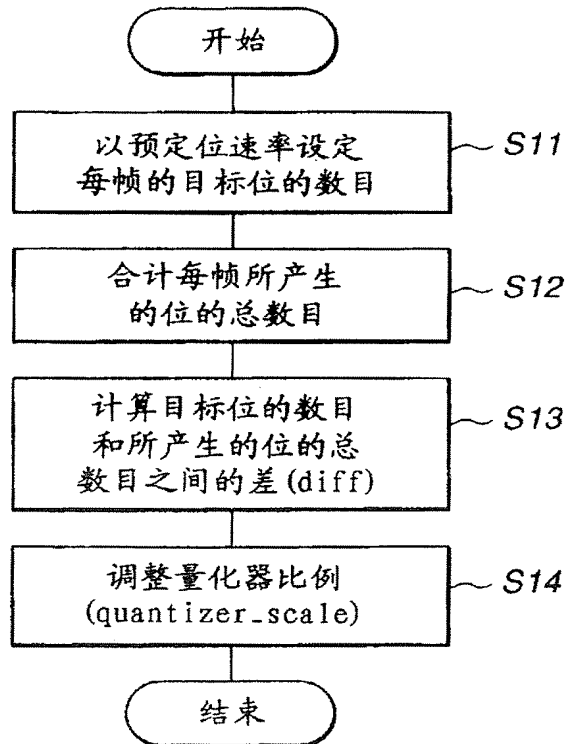 开始
以预定位速率设定
每帧的目标位的数目
S11
合计每帧所产生
的位的总数目
S12
计算目标位的数目
和所产生的位的总
数目之间的差(diff)
S13
调整量化器比例
(quantizer_scale)
S14
结束